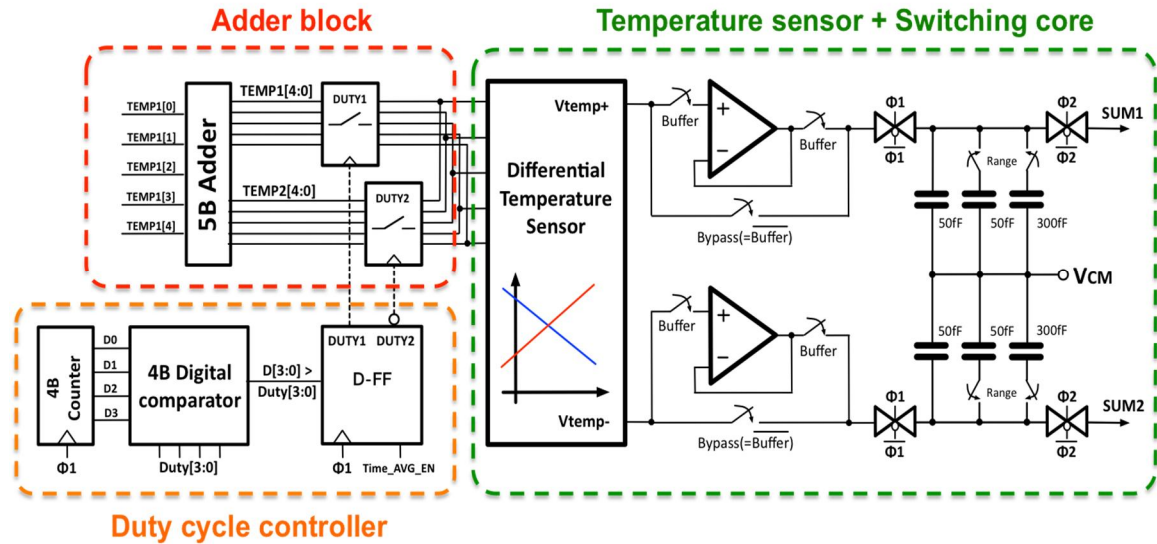 Adder block
Temperature sensor + Switching core
TEMP1[4:0]
DUTY1
TEMP1[0]
TEMP1[1]
TEMP1[2]
TEMP1[3]
TEMP1[4]
5B Adder
TEMP2[4:0]
DUTY2
Vtemp+
Differential
Temperature
Sensor
Vtemp-
Buffer
+
−
Buffer
Bypass(=Buffer)
Φ1
Φ1
Φ2
Φ2
SUM1
Range
50fF
50fF
300fF
VCM
Buffer
+
−
Buffer
Bypass(=Buffer)
50fF
50fF
300fF
Range
Φ1
Φ1
Φ2
Φ2
SUM2
4B
Counter
Φ1
D0
D1
D2
D3
4B Digital
comparator
Duty[3:0]
D[3:0] >
Duty[3:0]
DUTY1 DUTY2
D-FF
Φ1
Time_AVG_EN
Duty cycle controller